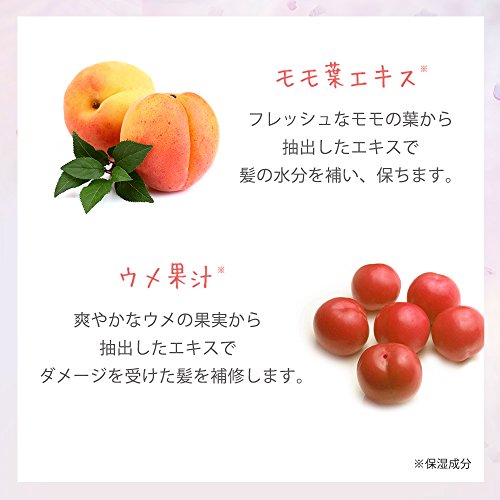 モモ葉エキス※
フレッシュなモモの葉から
抽出したエキスで
髪の水分を補い、保ちます。
ウメ果汁※
爽やかなウメの果実から
抽出したエキスで
ダメージを受けた髪を補修します。
※保湿成分